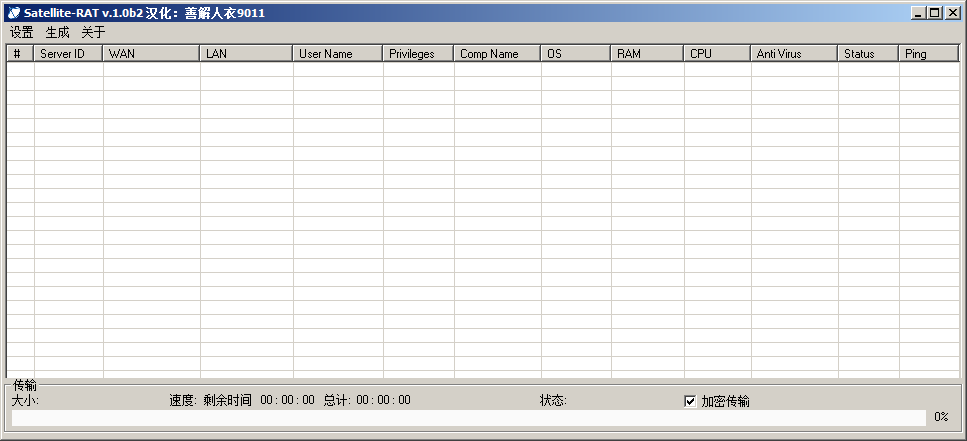 Satellite-RAT v.1.0b2 汉化：善解人衣9011
设置 生成 关于
# Server ID WAN LAN User Name Privileges Comp Name OS RAM CPU Anti Virus Status Ping
传输
大小: 速度: 剩余时间 00 : 00 : 00 总计: 00 : 00 : 00 状态: 加密传输
0%